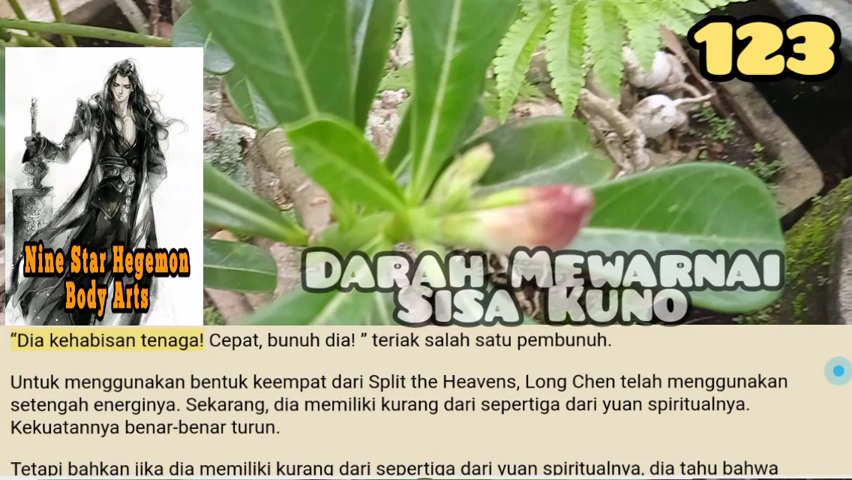 123
Nine Star Hegemon
Body Arts
Darah Mewarnai
Sisa Kuno
“Dia kehabisan tenaga! Cepat, bunuh dia! ” teriak salah satu pembunuh.
Untuk menggunakan bentuk keempat dari Split the Heavens, Long Chen telah menggunakan
setengah energinya. Sekarang, dia memiliki kurang dari sepertiga dari yuan spiritualnya.
Kekuatannya benar-benar turun.
Tetapi bahkan jika dia memiliki kurang dari sepertiga dari yuan spiritualnya, dia tahu bahwa